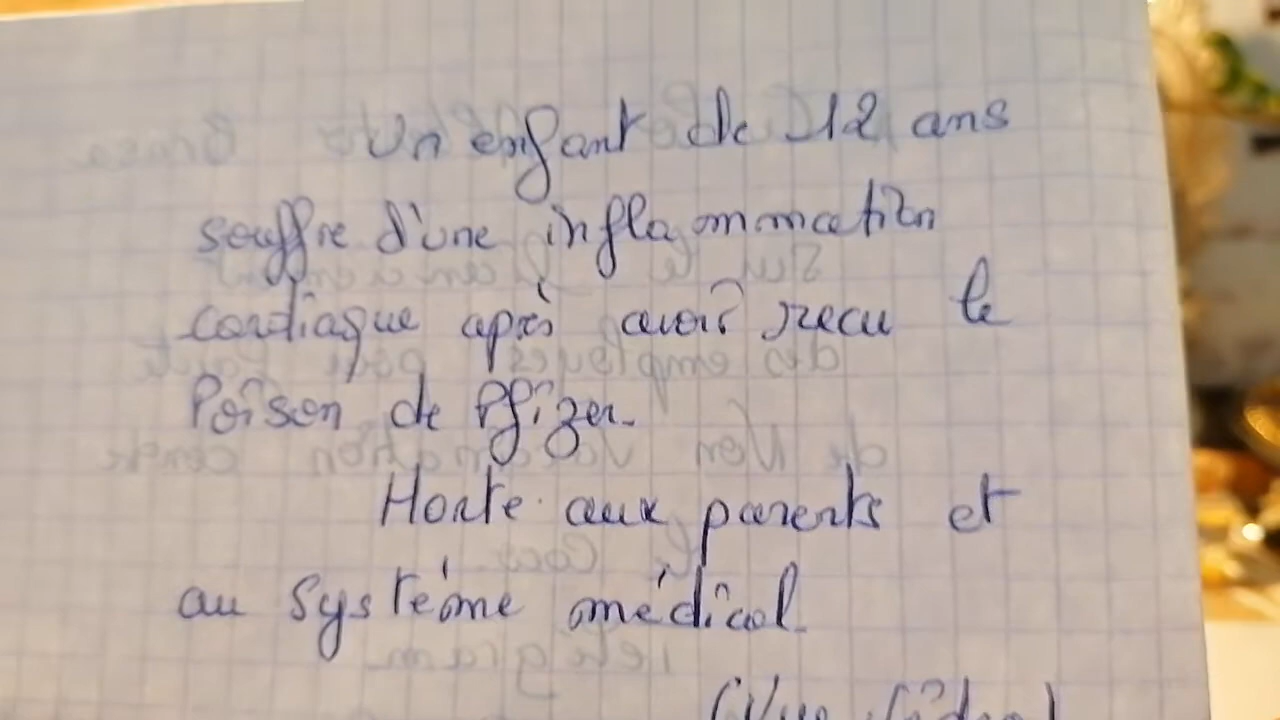 Un enfant de 12 ans
souffre d'une inflammation
cardiaque après avoir recu le
Poison de Pfizer.
Honte aux parents et
au Système médical.